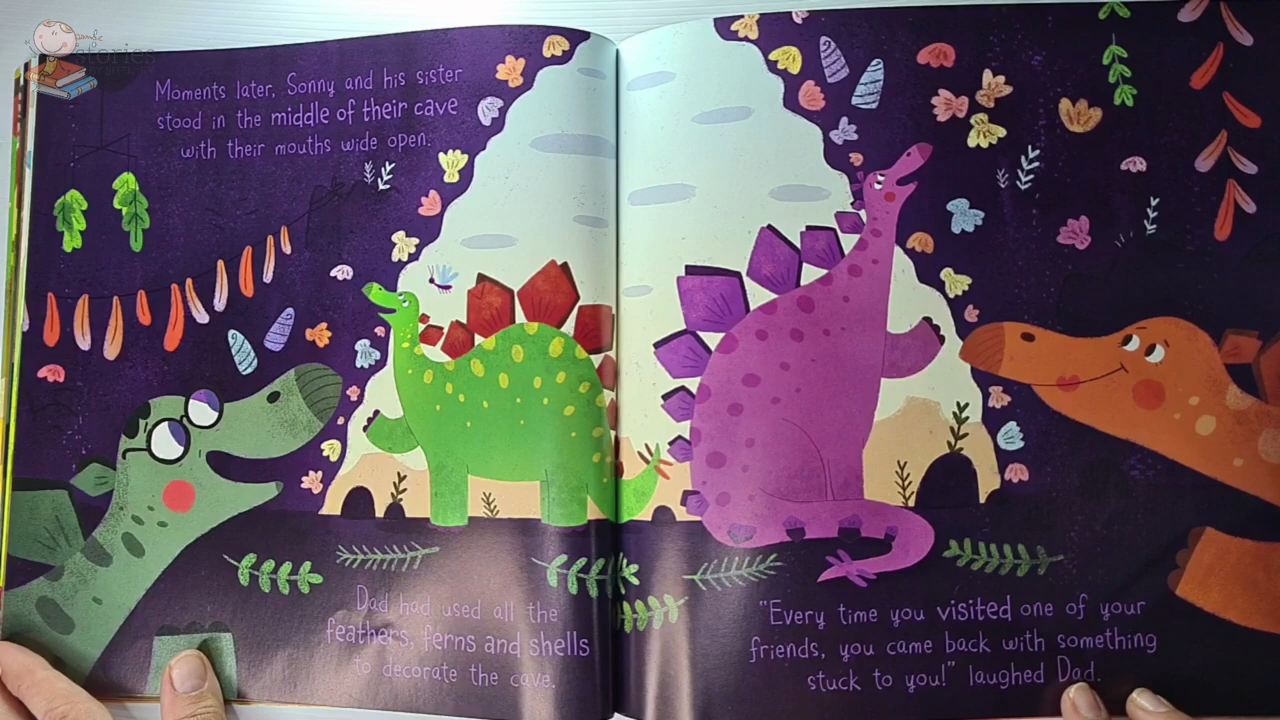 stories
Moments later, Sonny and his sister
stood in the middle of their cave
with their mouths wide open.
Dad had used all the
feathers, ferns and shells
to decorate the cave.
"Every time you visited one of your
friends, you came back with something
stuck to you!" laughed Dad.